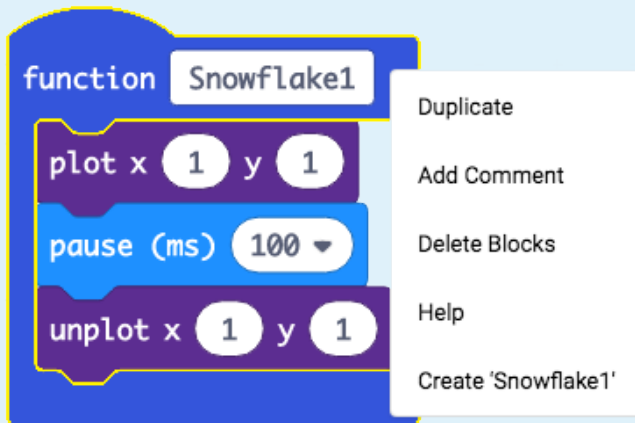 function Snowflake1
plot x 1 y 1
pause (ms) 100
unplot x 1 y 1
Duplicate
Add Comment
Delete Blocks
Help
Create 'Snowflake1'